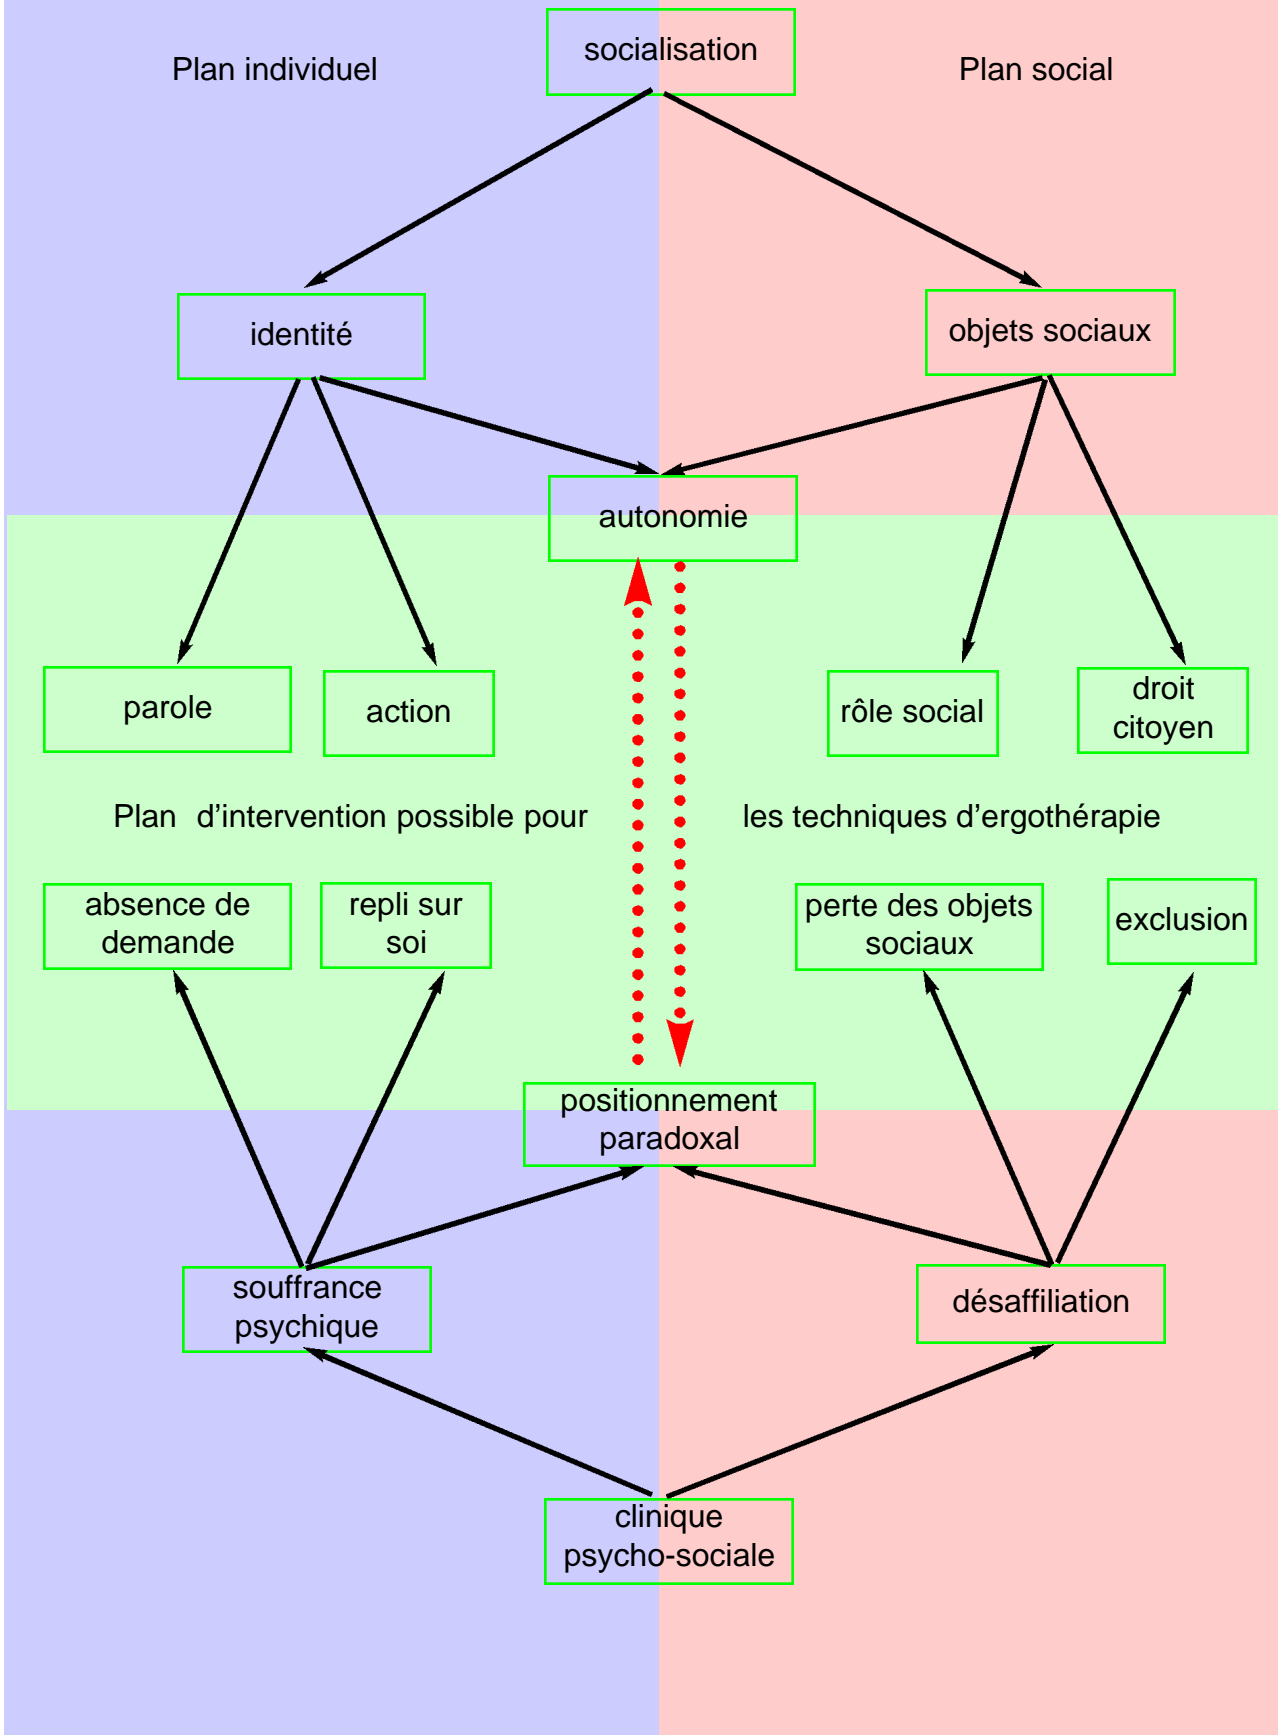 socialisation
Plan individuel
Plan social
identité
objets sociaux
autonomie
parole
action
rôle social
droit
citoyen
Plan d'intervention possible pour
les techniques d'ergothérapie
absence de
demande
repli sur
soi
perte des objets
sociaux
exclusion
positionnement
paradoxal
souffrance
psychique
désaffiliation
clinique
psycho-sociale